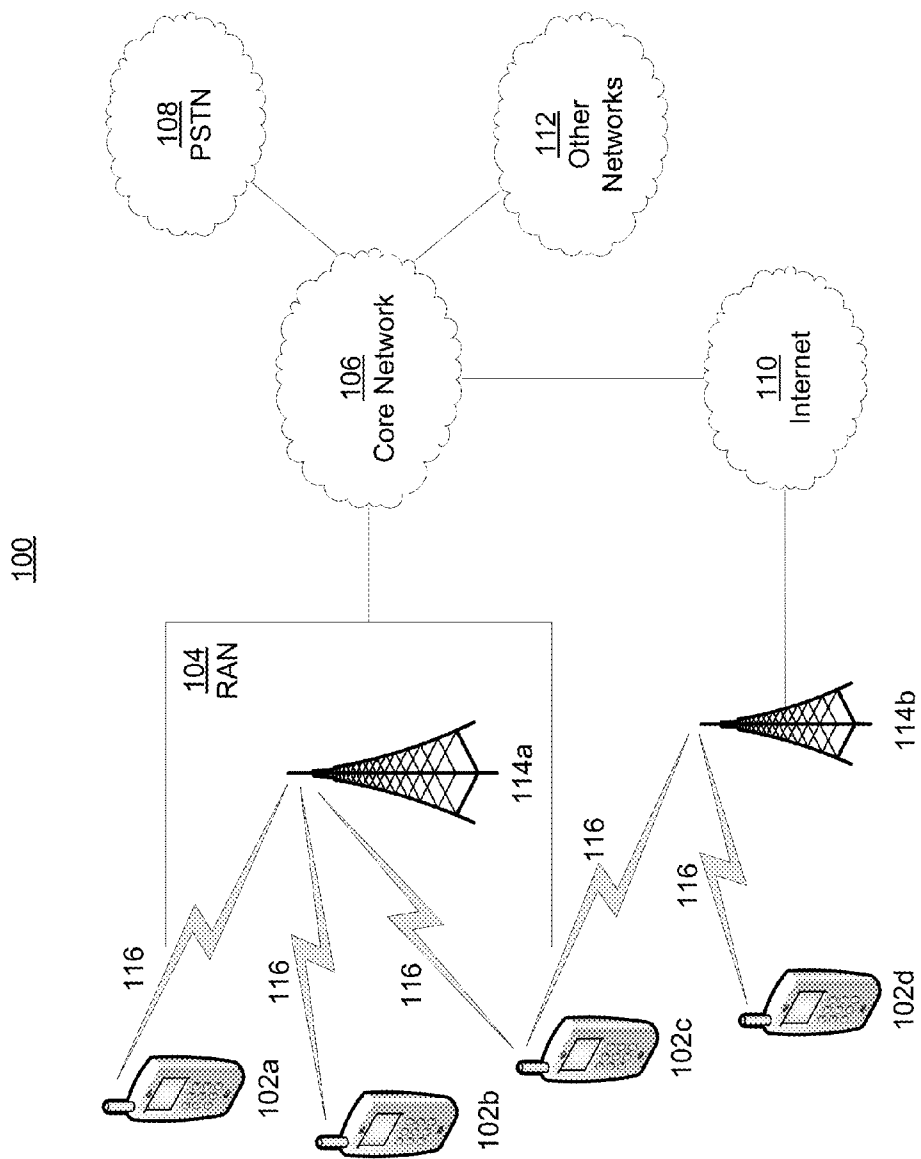 100
108
PSTN
106
Core Network
112
Other
Networks
104
RAN
110
Internet
114a
114b
116
116
116
116
116
102a
102b
102c
102d